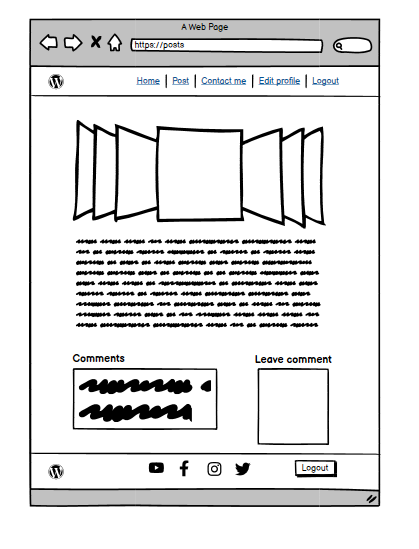 A Web Page
https://posts
Home | Post | Contact me | Edit profile | Logout
Comments
Leave comment
Logout